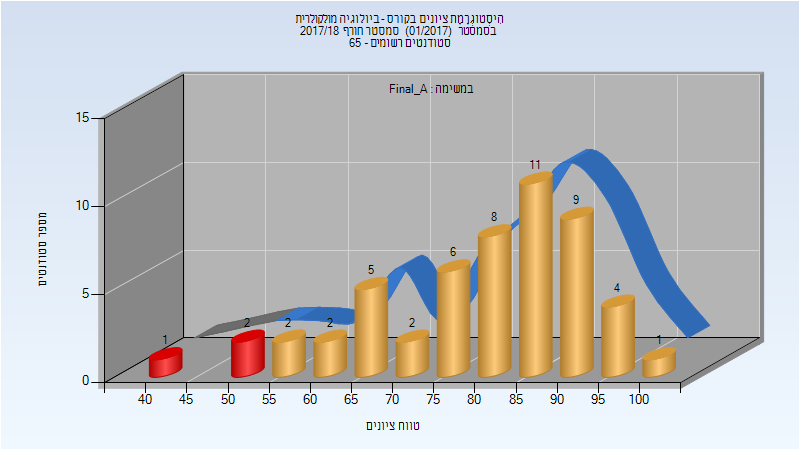 היסטוגרמת ציונים בקורס - ביולוגיה מולקולרית
בסמסטר (01/2017) סמסטר חורף 2017/18
סטודנטים רשומים - 65
במשימה : Final_A
מספר סטודנטים
15
10
5
0
1
2
2
2
5
2
6
8
11
9
4
1
40 45 50 55 60 65 70 75 80 85 90 95 100
טווח ציונים